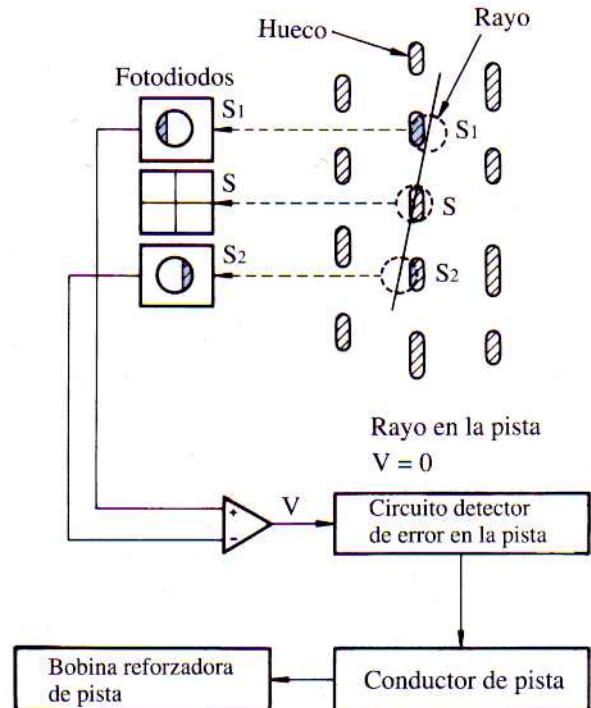 Hueco
Rayo
Fotodiodos
S1
S1
S
S
S2
S2
Rayo en la pista
V = 0
V
+
-
Circuito detector
de error en la pista
Bobina reforzadora
de pista
Conductor de pista